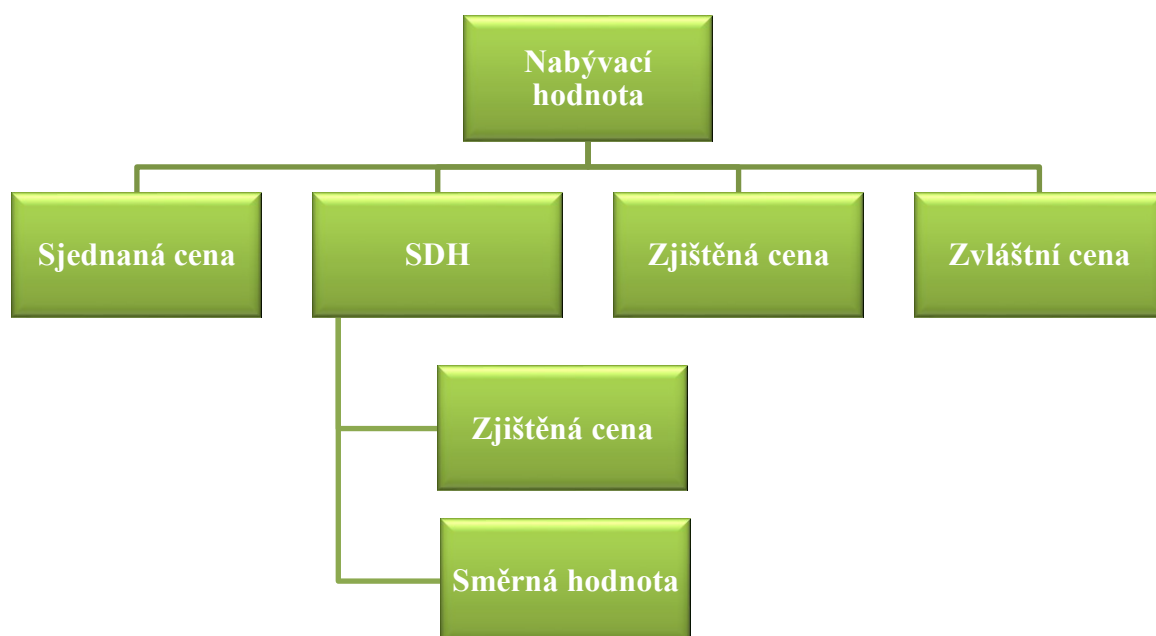 Nabývací
hodnota
Sjednaná cena
SDH
Zjištěná cena
Zvláštní cena
Zjištěná cena
Směrná hodnota